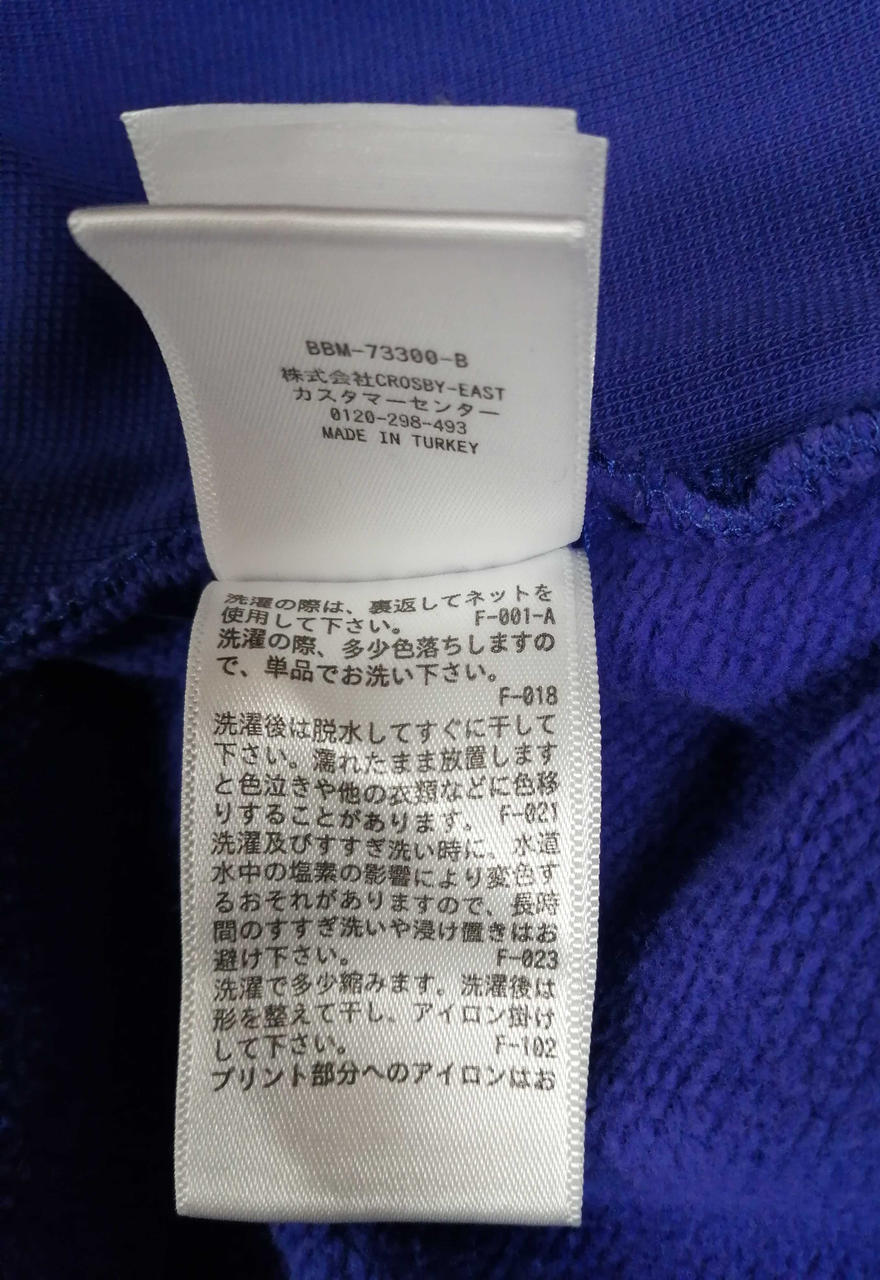 BBM-73300-B
株式会社CROSBY-EAST
カスタマーセンター
0120-298-493
MADE IN TURKEY
洗濯の際は、裏返してネットを
使用して下さい。 F-001-A
洗濯の際、多少色落ちしますの
で、単品でお洗い下さい。
F-018
洗濯後は脱水してすぐに干して
下さい。濡れたまま放置します
と色泣きや他の衣類などに色移
りすることがあります。 F-021
洗濯及びすすぎ洗い時に、水道
水中の塩素の影響により変色す
るおそれがありますので、長時
間のすすぎ洗いや浸け置きはお
避け下さい。 F-023
洗濯で多少縮みます。洗濯後は
形を整えて干し、アイロン掛け
して下さい。 F-102
プリント部分へのアイロンはお